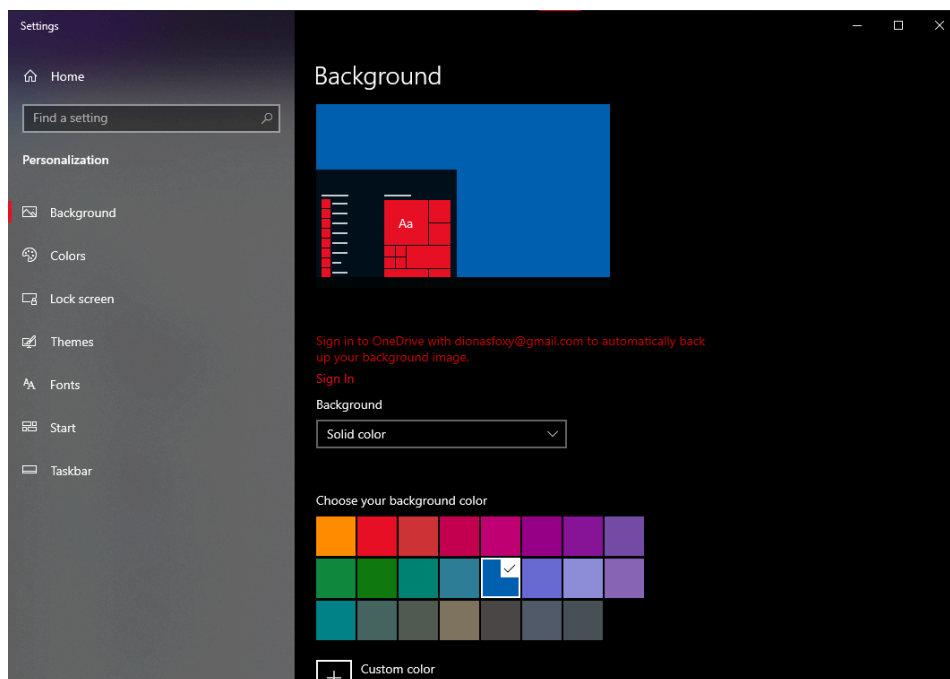 Settings
Home
Find a setting
Personalization
Background
Colors
Lock screen
Themes
Fonts
Start
Taskbar
Background
Aa
Sign in to OneDrive with dionasfoxy@gmail.com to automatically back
up your background image.
Sign In
Background
Solid color
Choose your background color
Custom color